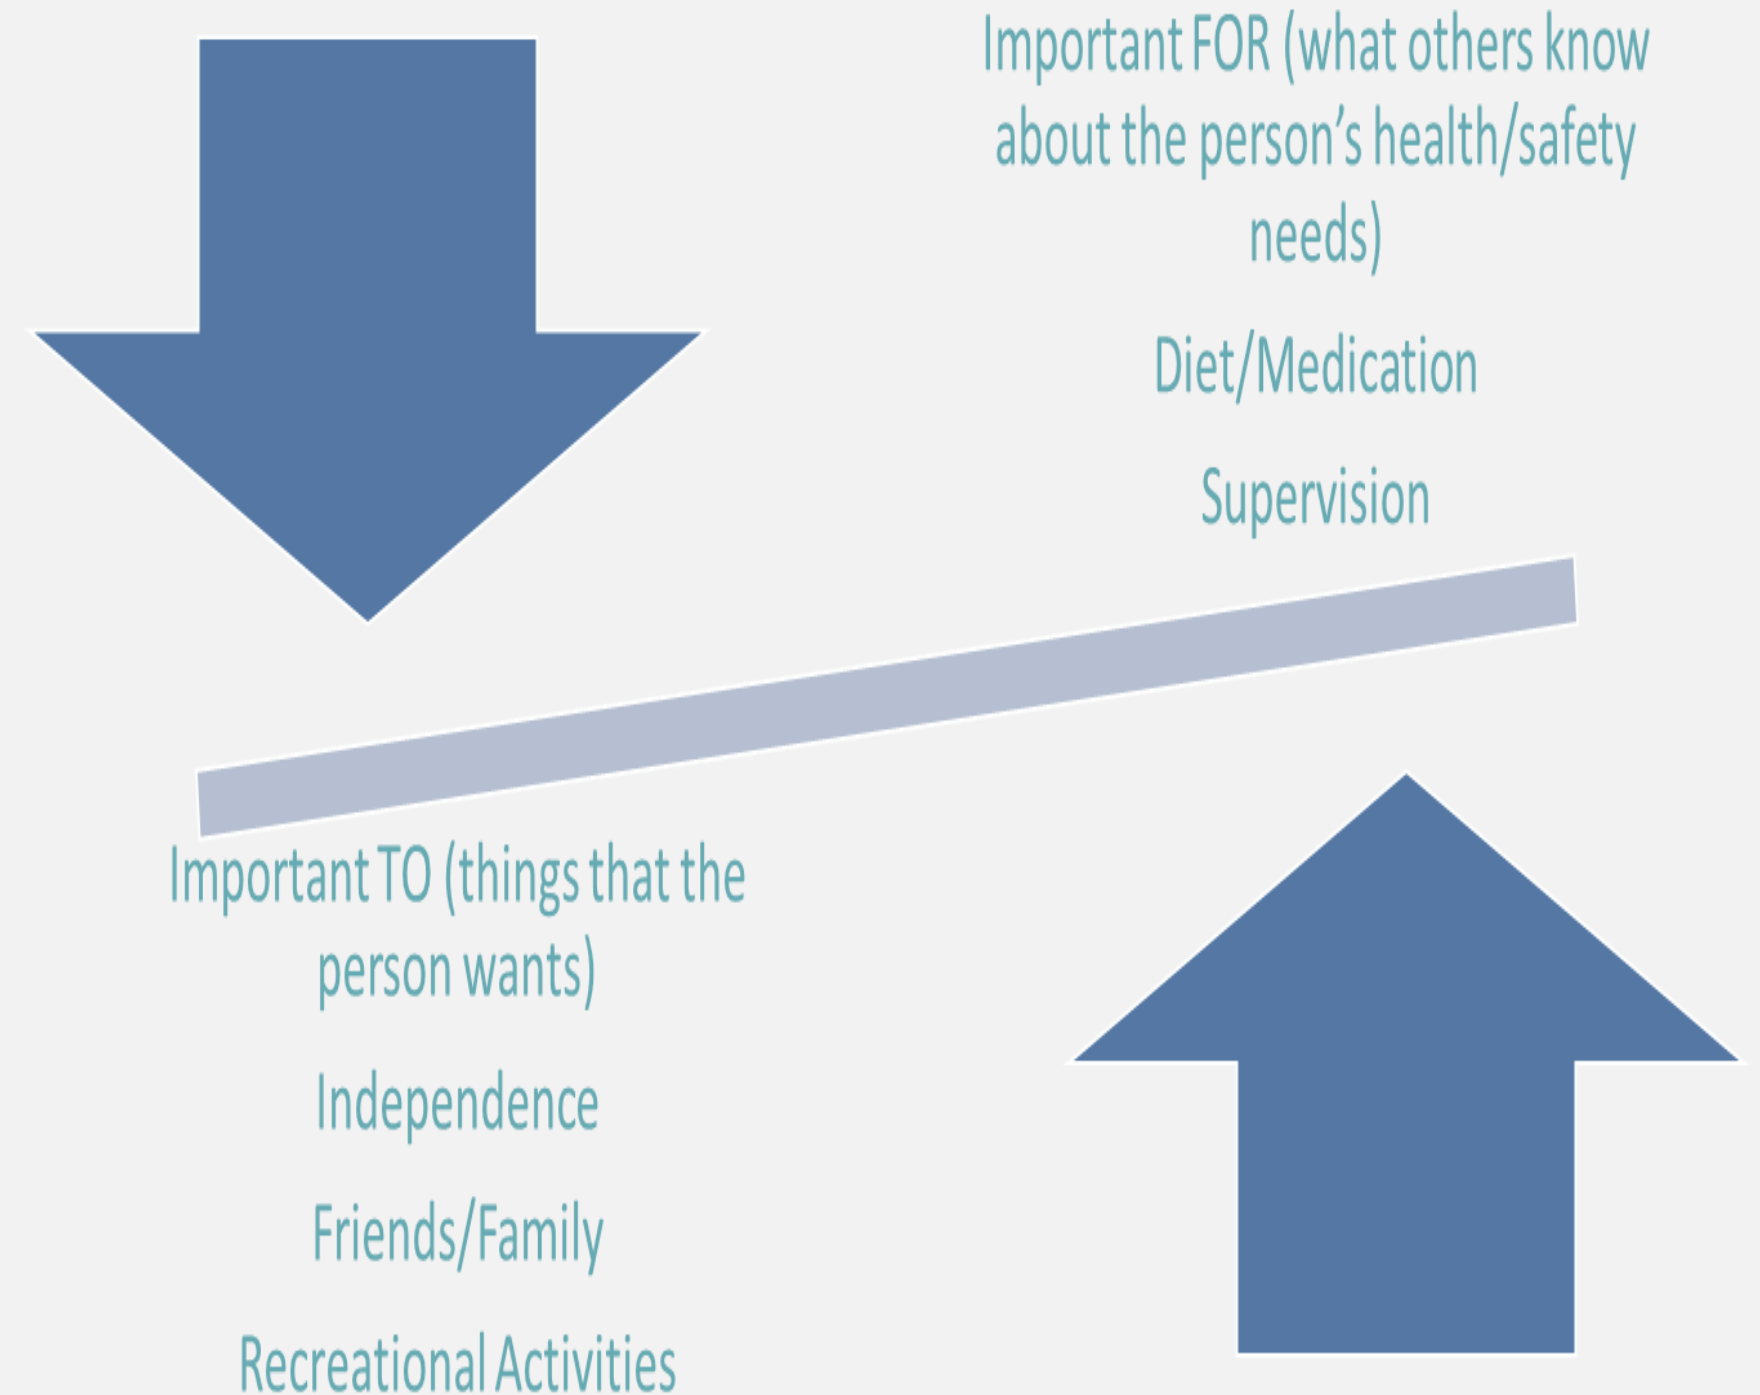 Important FOR (what others know
about the person’s health/safety
needs)
Diet/Medication
Supervision
Important TO (things that the
person wants)
Independence
Friends/Family
Recreational Activities